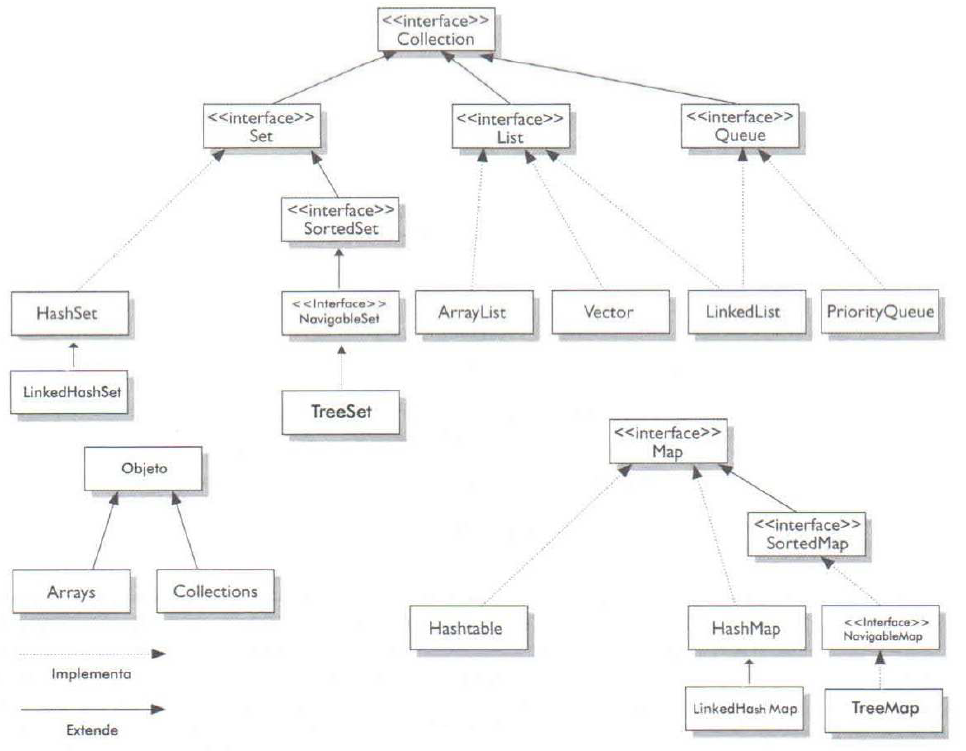 <<interface>>
Collection
<<interface>>
Set
<<interface>>
List
<<interface>>
Queue
<<interface>>
SortedSet
HashSet
<<Interface>>
NavigableSet
ArrayList
Vector
LinkedList
PriorityQueue
LinkedHashSet
TreeSet
<<interface>>
Map
Objeto
<<interface>>
SortedMap
Arrays
Collections
Hashtable
HashMap
<<Interface>>
NavigableMap
Implementa
LinkedHash Map
TreeMap
Extende